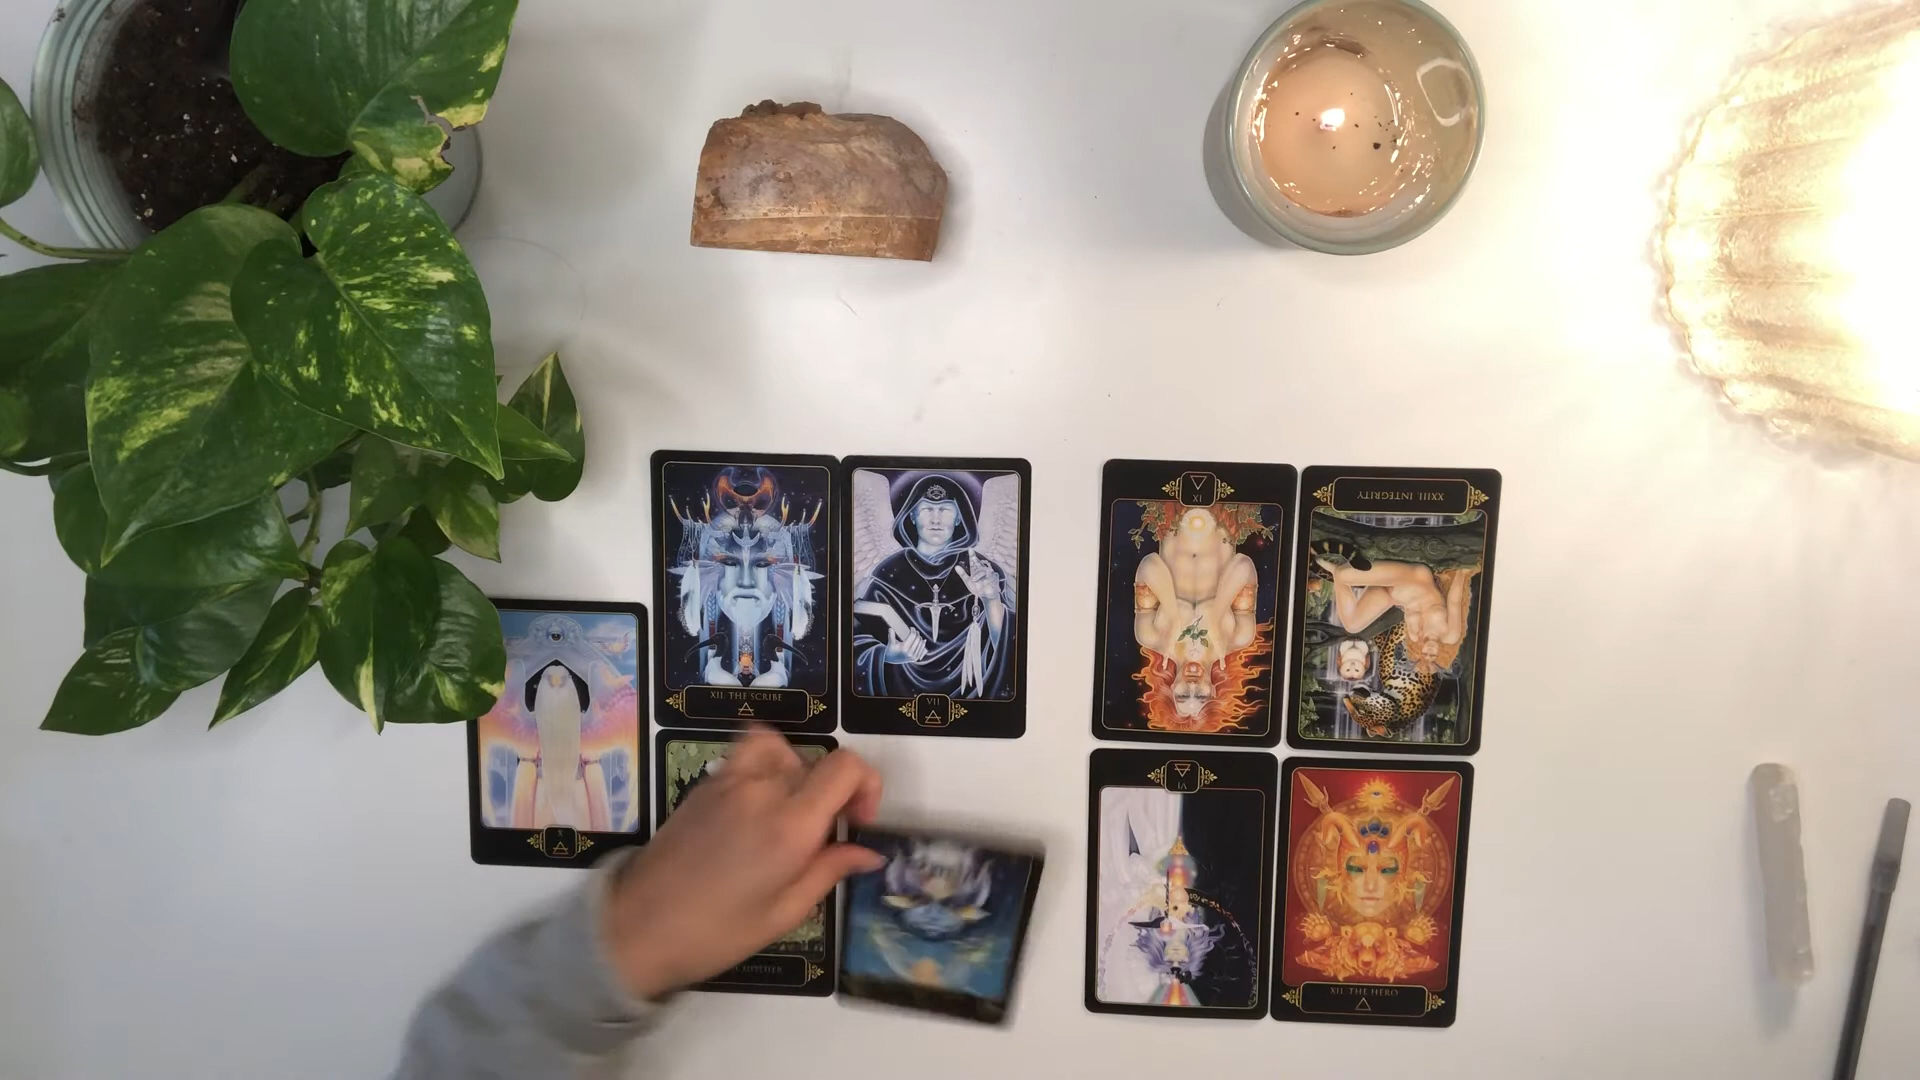 XII. THE SCRIBE
VII
XI
XXIII. INTEGRITY
X
VI
XII. THE HERO